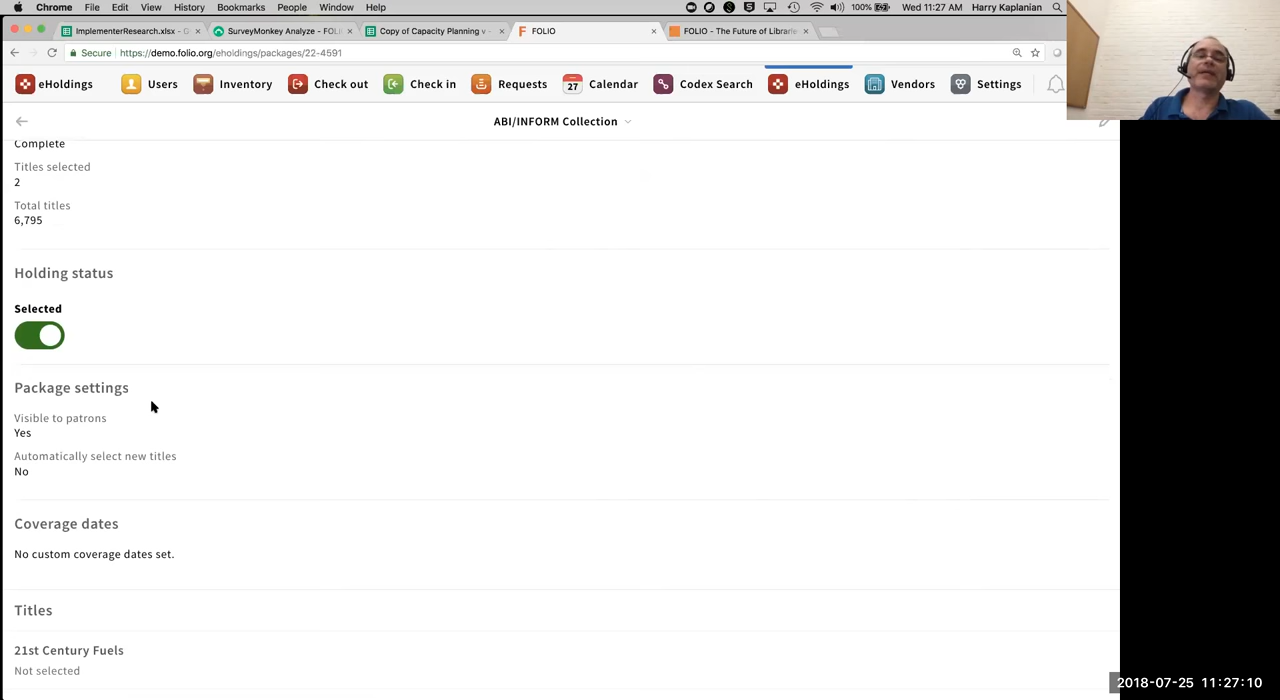 Chrome File Edit View History Bookmarks People Window Help 100% Wed 11:27 AM Harry Kaplanian
ImplementerResearch.xlsx - G × SurveyMonkey Analyze - FOLI × Copy of Capacity Planning v - × FOLIO × FOLIO - The Future of Librarie ×
Secure https://demo.folio.org/eholdings/packages/22-4591
eHoldings Users Inventory Check out Check in Requests 27 Calendar Codex Search eHoldings Vendors Settings
ABI/INFORM Collection
Complete
Titles selected
2
Total titles
6,795
Holding status
Selected
Package settings
Visible to patrons
Yes
Automatically select new titles
No
Coverage dates
No custom coverage dates set.
Titles
21st Century Fuels
Not selected
2018-07-25 11:27:10